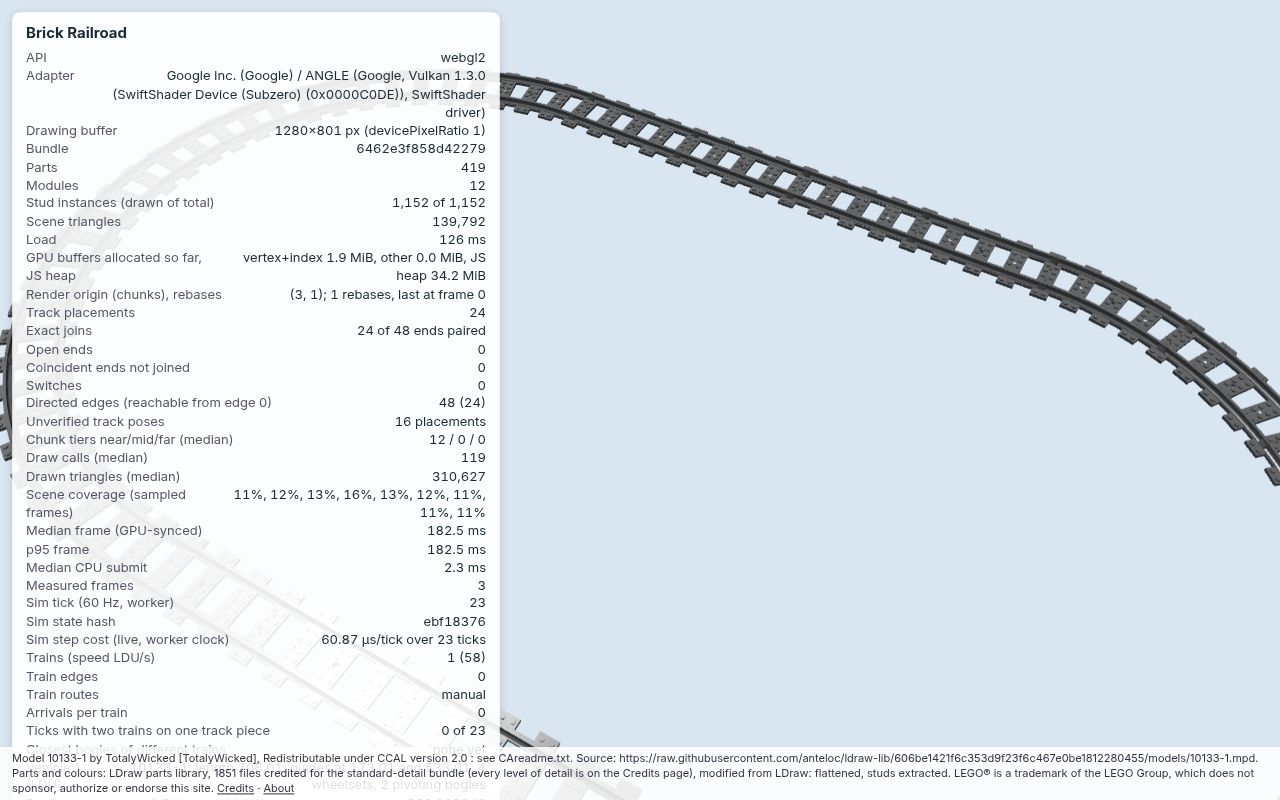 Brick Railroad
API webgl2
Adapter Google Inc. (Google) / ANGLE (Google, Vulkan 1.3.0
(SwiftShader Device (Subzero) (0x0000C0DE)), SwiftShader
driver)
Drawing buffer 1280×801 px (devicePixelRatio 1)
Bundle 6462e3f858d42279
Parts 419
Modules 12
Stud instances (drawn of total) 1,152 of 1,152
Scene triangles 139,792
Load 126 ms
GPU buffers allocated so far, vertex+index 1.9 MiB, other 0.0 MiB, JS
JS heap heap 34.2 MiB
Render origin (chunks), rebases (3, 1); 1 rebases, last at frame 0
Track placements 24
Exact joins 24 of 48 ends paired
Open ends 0
Coincident ends not joined 0
Switches 0
Directed edges (reachable from edge 0) 48 (24)
Unverified track poses 16 placements
Chunk tiers near/mid/far (median) 12 / 0 / 0
Draw calls (median) 119
Drawn triangles (median) 310,627
Scene coverage (sampled 11%, 12%, 13%, 16%, 13%, 12%, 11%,
frames) 11%, 11%
Median frame (GPU-synced) 182.5 ms
p95 frame 182.5 ms
Median CPU submit 2.3 ms
Measured frames 3
Sim tick (60 Hz, worker) 23
Sim state hash ebf18376
Sim step cost (live, worker clock) 60.87 µs/tick over 23 ticks
Trains (speed LDU/s) 1 (58)
Train edges 0
Train routes manual
Arrivals per train 0
Ticks with two trains on one track piece 0 of 23
Closest bogies of different trains none yet
Model 10133-1 by TotalyWicked [TotalyWicked], Redistributable under CCAL version 2.0 : see CAreadme.txt. Source: https://raw.githubusercontent.com/anteloc/ldraw-lib/606be1421f6c353d9f23f6c467e0be1812280455/models/10133-1.mpd.
Parts and colours: LDraw parts library, 1851 files credited for the standard-detail bundle (every level of detail is on the Credits page), modified from LDraw: flattened, studs extracted. LEGO® is a trademark of the LEGO Group, which does not
sponsor, authorize or endorse this site. Credits · About
wheelsets, 2 pivoting bogies